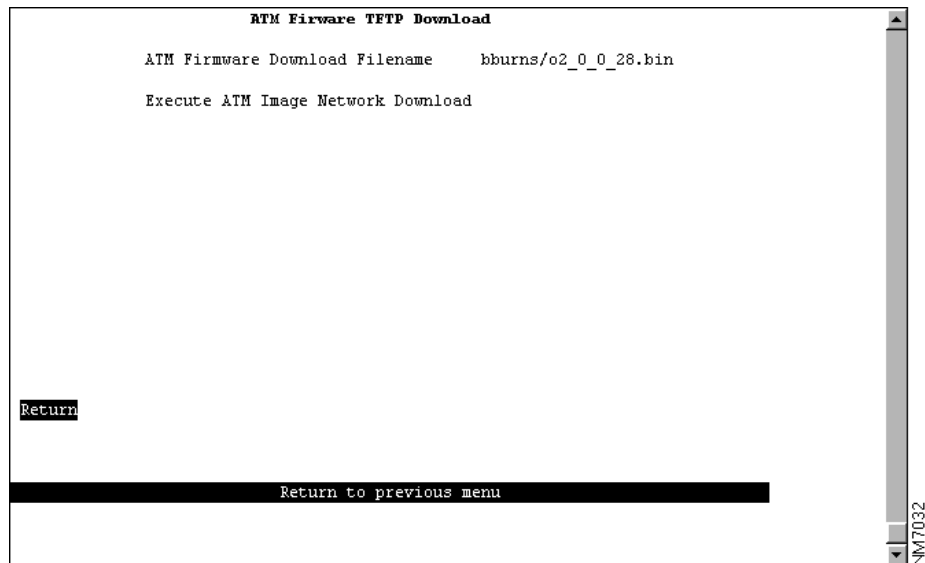 ATM Firware TFTP Download
ATM Firmware Download Filename bburns/o2_0_0_28.bin
Execute ATM Image Network Download
Return
Return to previous menu
NM7032